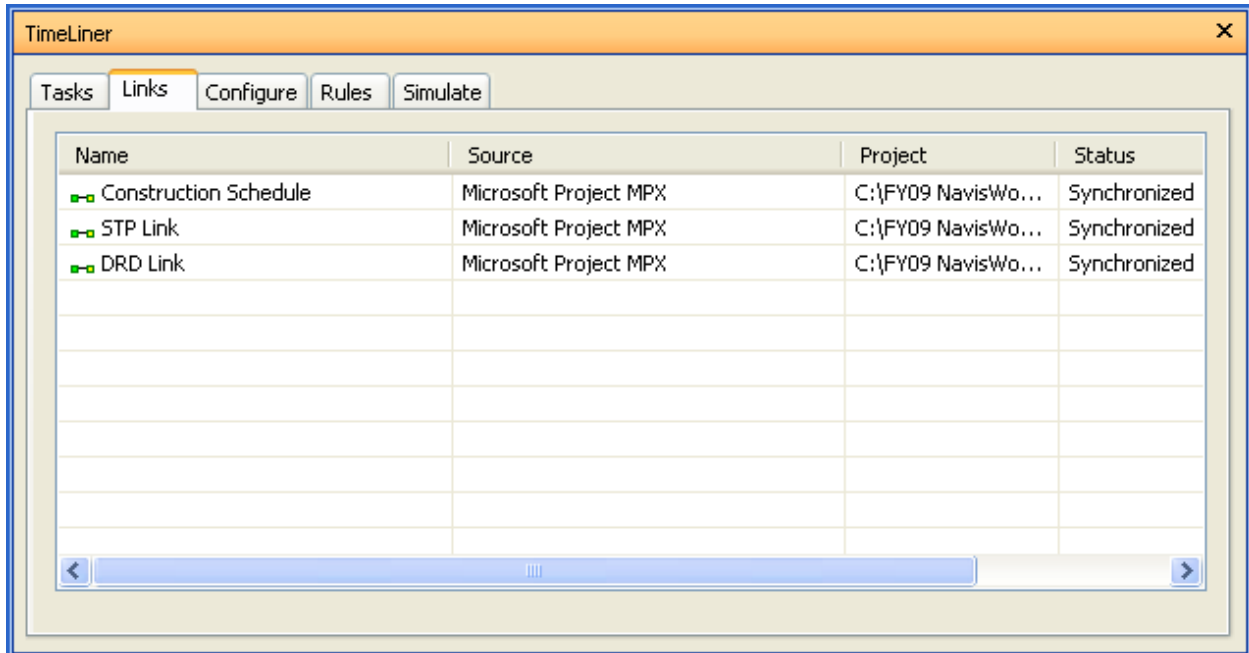 TimeLiner
Tasks Links Configure Rules Simulate
Name Source Project Status
Construction Schedule Microsoft Project MPX C:\FY09 NavisWo... Synchronized
STP Link Microsoft Project MPX C:\FY09 NavisWo... Synchronized
DRD Link Microsoft Project MPX C:\FY09 NavisWo... Synchronized